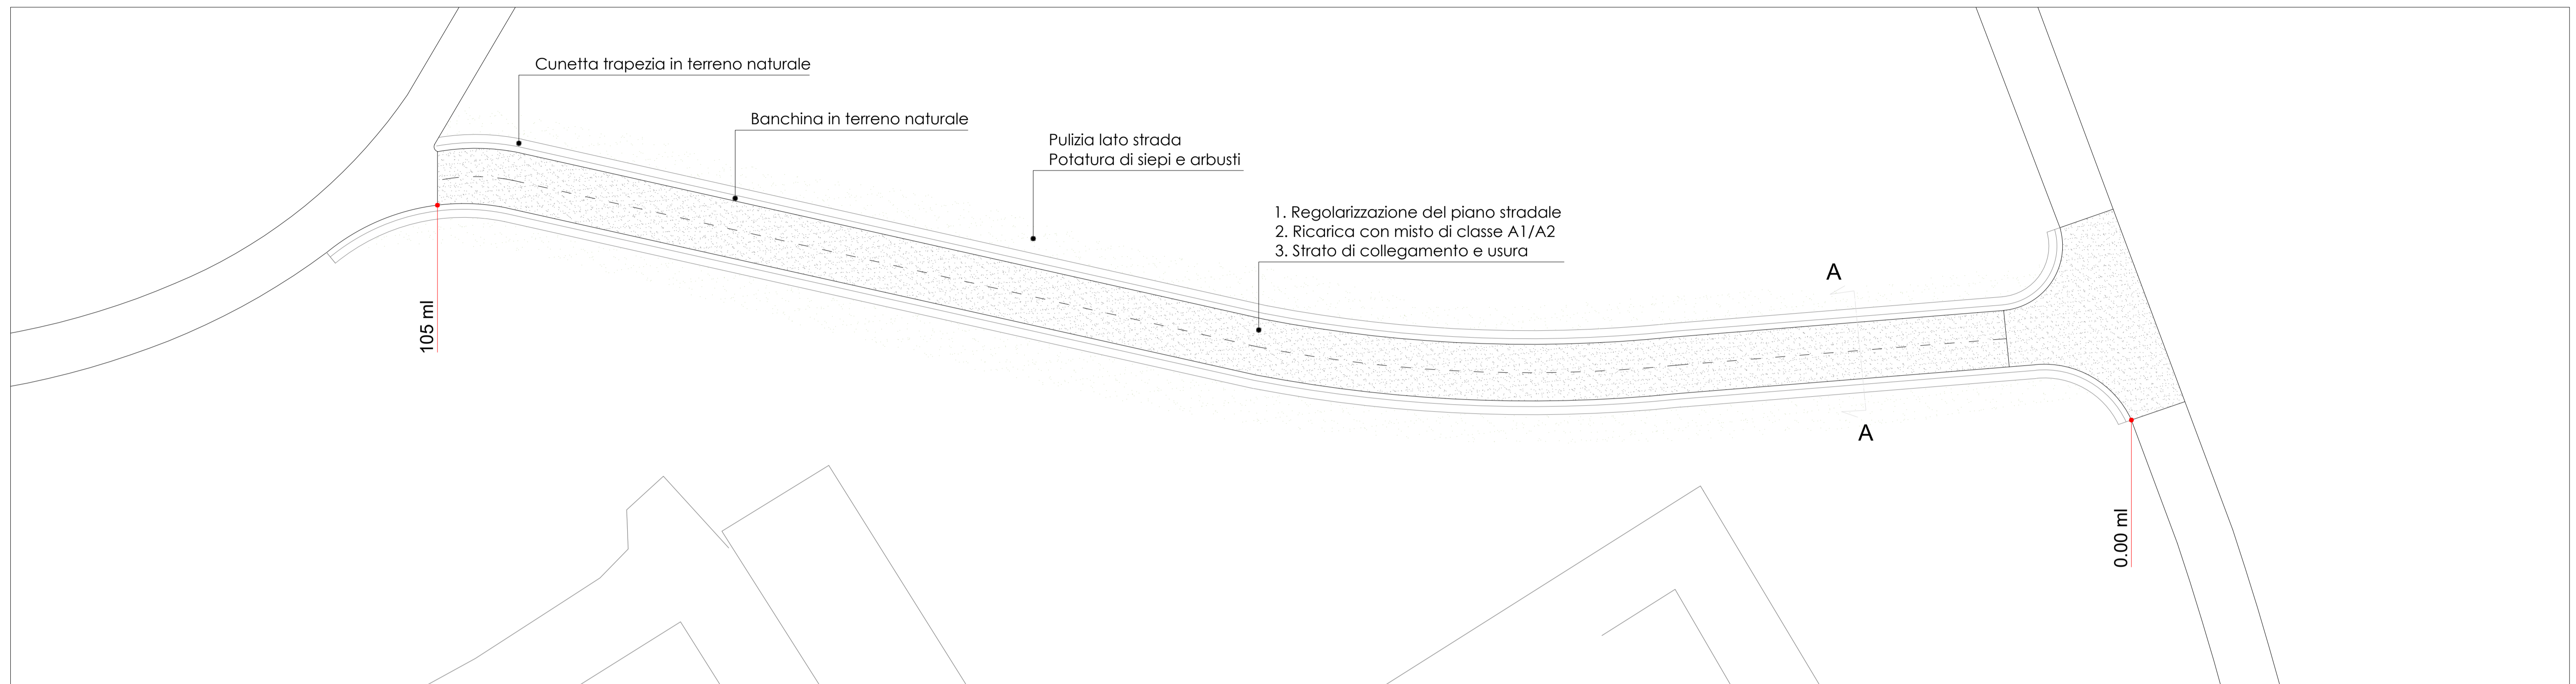 Cunetta trapezia in terreno naturale
Banchina in terreno naturale
Pulizia lato strada
Potatura di siepi e arbusti
1. Regolarizzazione del piano stradale
2. Ricarica con misto di classe A1/A2
3. Strato di collegamento e usura
A
A
105 ml
0.00 ml